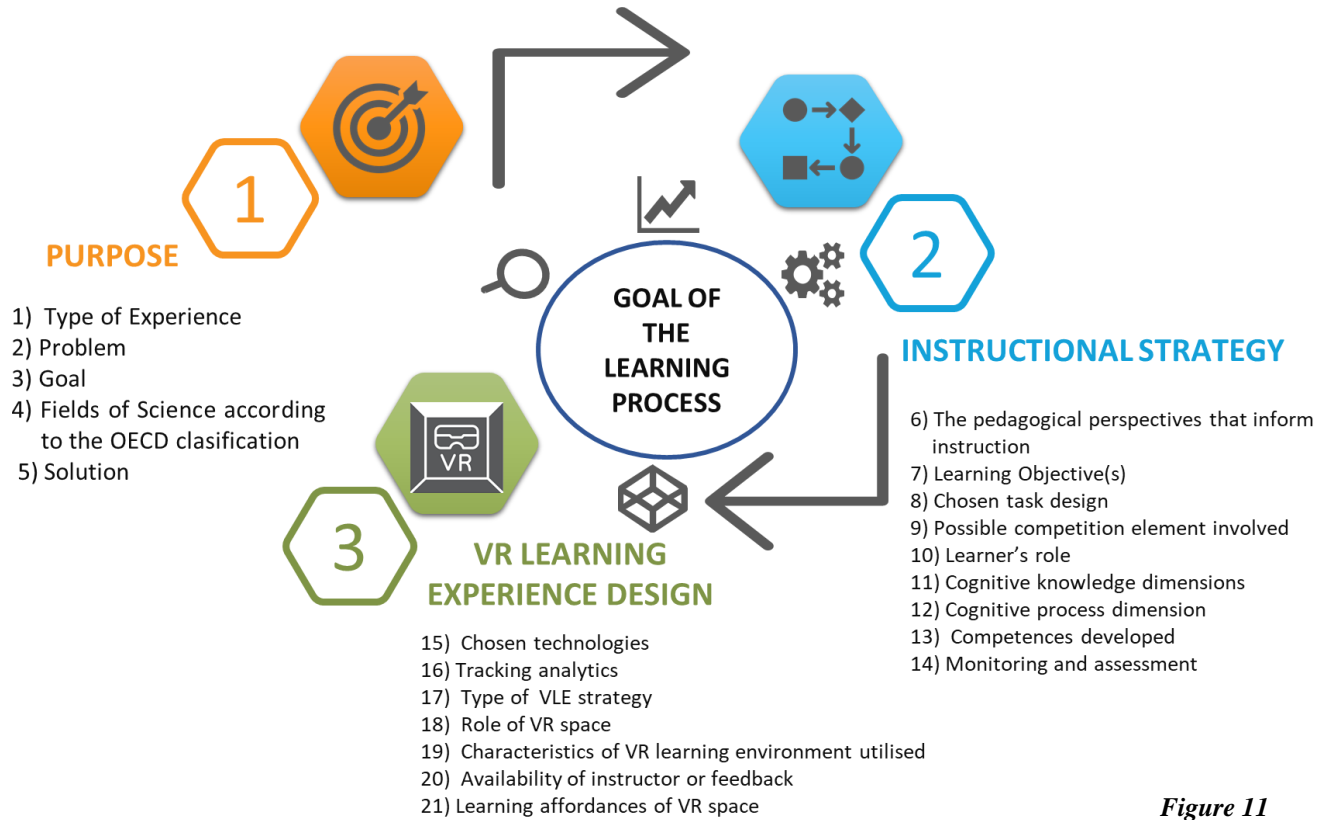 1
PURPOSE
1) Type of Experience
2) Problem
3) Goal
4) Fields of Science according
to the OECD clasification
5) Solution
GOAL OF
THE
LEARNING
PROCESS
2
INSTRUCTIONAL STRATEGY
6) The pedagogical perspectives that inform
instruction
7) Learning Objective(s)
8) Chosen task design
9) Possible competition element involved
10) Learner's role
11) Cognitive knowledge dimensions
12) Cognitive process dimension
13) Competences developed
14) Monitoring and assessment
VR
3
VR LEARNING
EXPERIENCE DESIGN
15) Chosen technologies
16) Tracking analytics
17) Type of VLE strategy
18) Role of VR space
19) Characteristics of VR learning environment utilised
20) Availability of instructor or feedback
21) Learning affordances of VR space
Figure 11